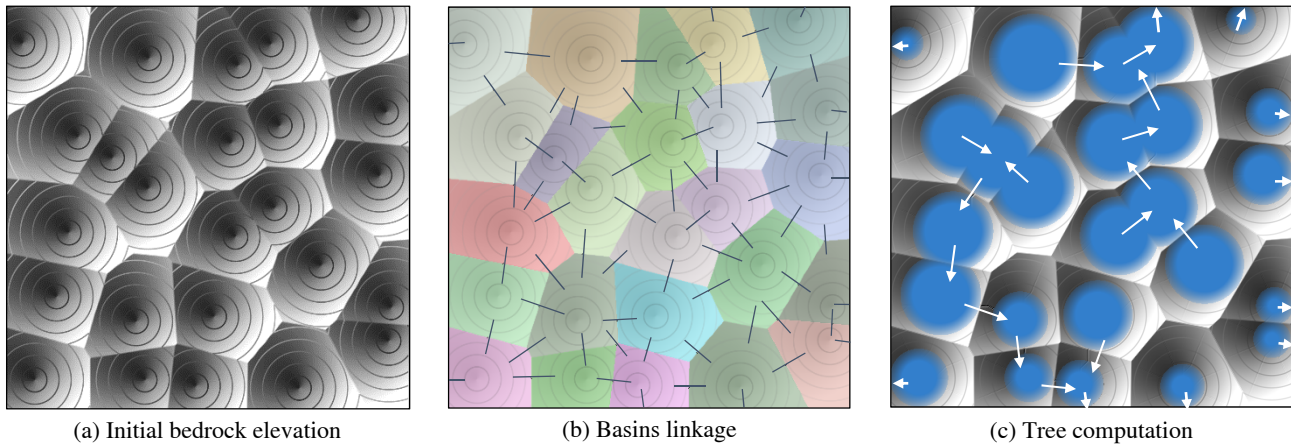 (a) Initial bedrock elevation
(b) Basins linkage
(c) Tree computation